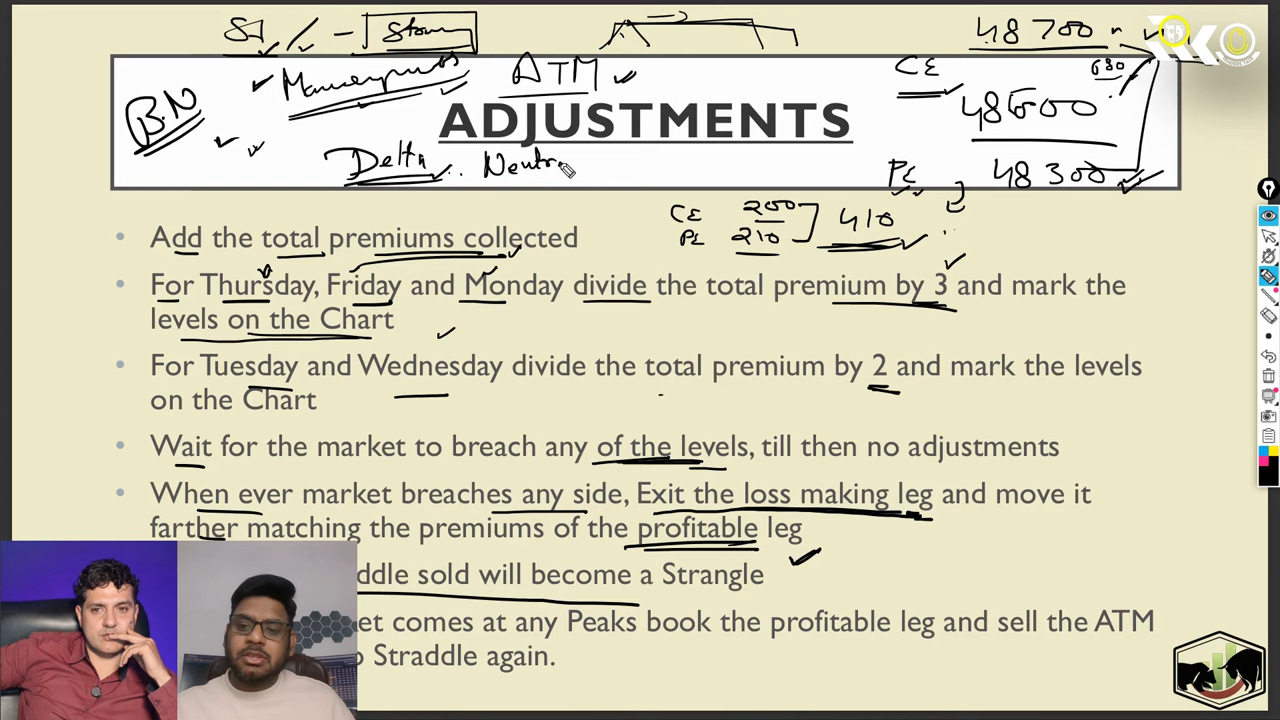 Straddle / - Strangle
48700
Moneyness ATM CE 680
B.N ADJUSTMENTS 48500
Delta Neutr PE 48300
CE 200
PE 210 410
• Add the total premiums collected
• For Thursday, Friday and Monday divide the total premium by 3 and mark the
levels on the Chart
• For Tuesday and Wednesday divide the total premium by 2 and mark the levels
on the Chart
• Wait for the market to breach any of the levels, till then no adjustments
• When ever market breaches any side, Exit the loss making leg and move it
farther matching the premiums of the profitable leg
ddle sold will become a Strangle
et comes at any Peaks book the profitable leg and sell the ATM
o Straddle again.